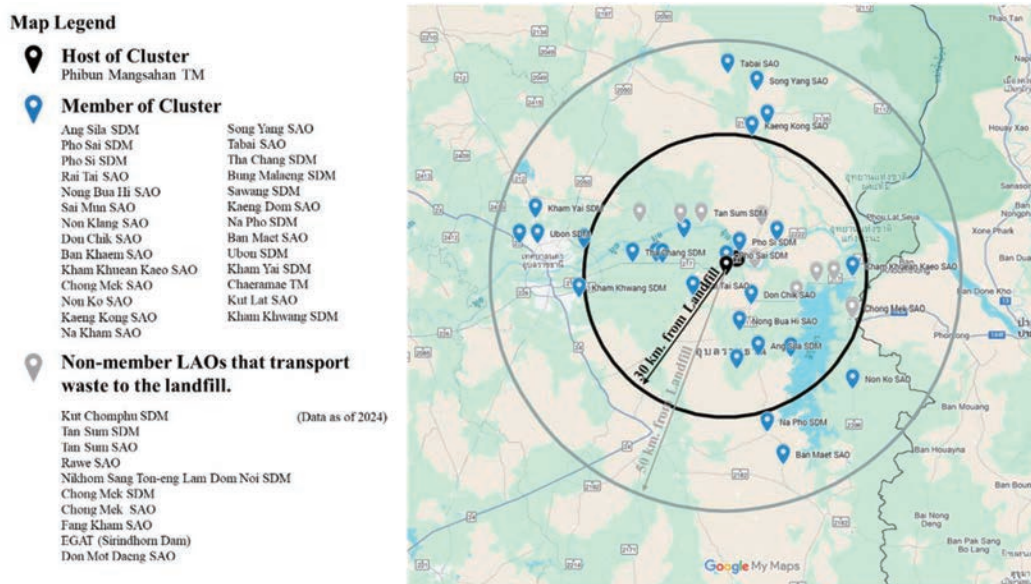 Map Legend
Host of Cluster
Phibun Mangsahan TM
Member of Cluster
Ang Sila SDM
Pho Sai SDM
Pho Si SDM
Rai Tai SAO
Nong Bua Hi SAO
Sai Mun SAO
Non Klang SAO
Don Chik SAO
Ban Khaem SAO
Kham Khuean Kaeo SAO
Chong Mek SAO
Non Ko SAO
Kaeng Kong SAO
Na Kham SAO
Song Yang SAO
Tabai SAO
Tha Chang SDM
Bung Malaeng SDM
Sawang SDM
Kaeng Dom SAO
Na Pho SDM
Ban Maet SAO
Ubon SDM
Kham Yai SDM
Chaeramae TM
Kut Lat SAO
Kham Khwang SDM
Non-member LAOs that transport
waste to the landfill.
(Data as of 2024)
Kut Chomphu SDM
Tan Sum SDM
Tan Sum SAO
Rawe SAO
Nikhom Sang Ton-eng Lam Dom Noi SDM
Chong Mek SDM
Chong Mek SAO
Fang Kham SAO
EGAT (Sirindhorn Dam)
Don Mot Daeng SAO
Thao Tan
Tabai SAO
Song Yang SAO
Kaeng Kong SAO
Kham Yai SDM
Tan Sum SDM
Phou Lat Seua
Ubon SDM
Pho Si SDM
Xone Park
Tha Chang SDM
Pho Sai SDM
Kham Khuean Kaeo SAO
Kham Khwang SDM
Tai SAO
Don Chik SAO
Ban Done Kho
Chong Mek SAO
Nong Bua Hi SAO
Phonthong
Ang Sila SDM
30 km. from Landfill
50 km. from Landfill
Non Ko SAO
Ban Mouang
Na Pho SDM
Ban Maet SAO
Ban Houayna
Bai Nong
Deng
Ban Pak Sang
Bo Lang
Google My Maps